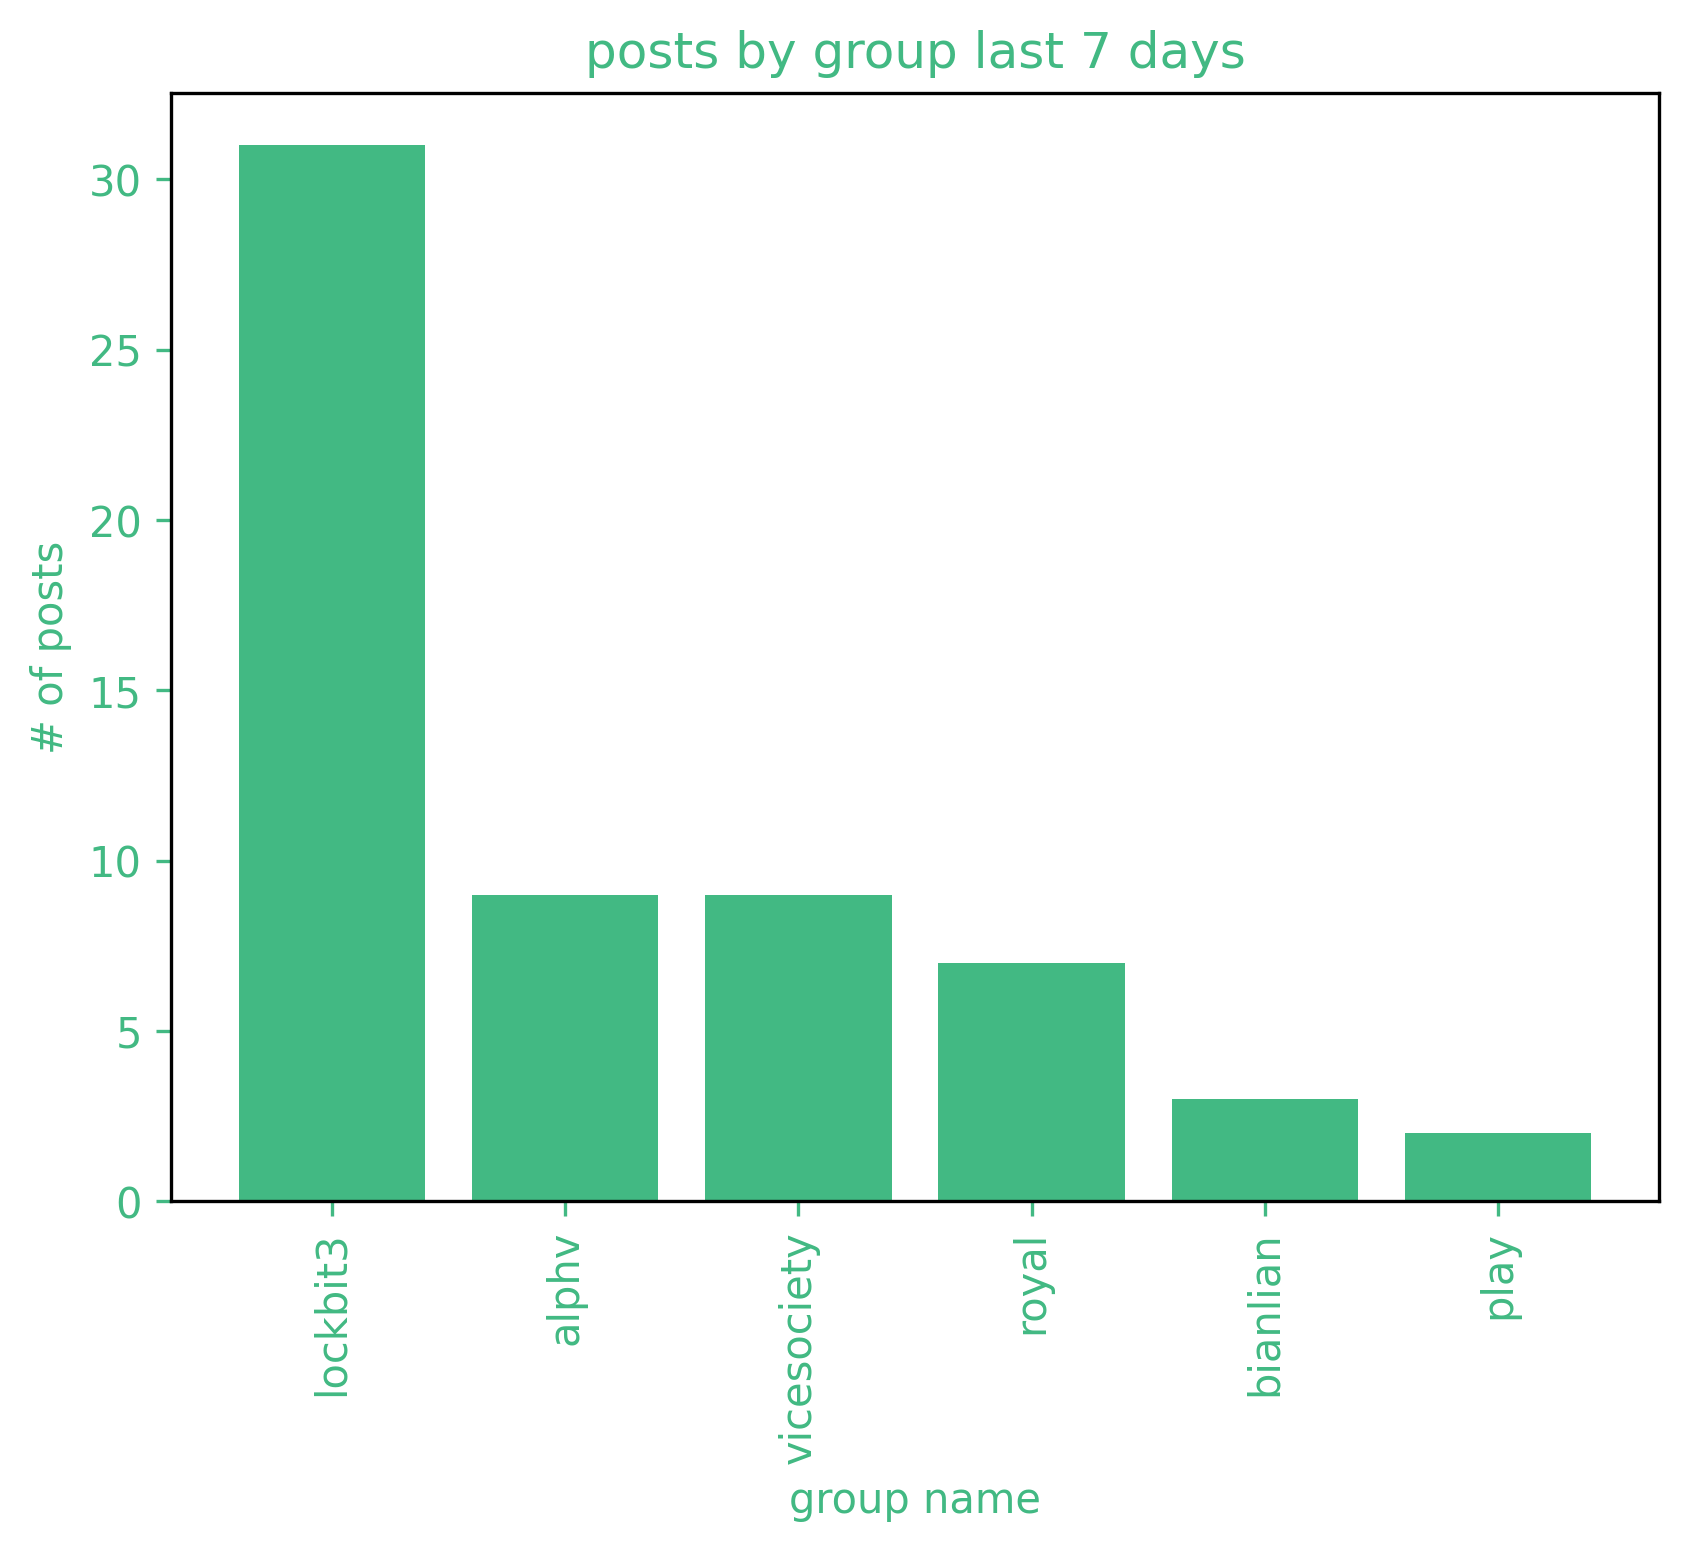 posts by group last 7 days
# of posts
30
25
20
15
10
5
0
lockbit3
alphv
vicesociety
royal
bianlian
play
group name